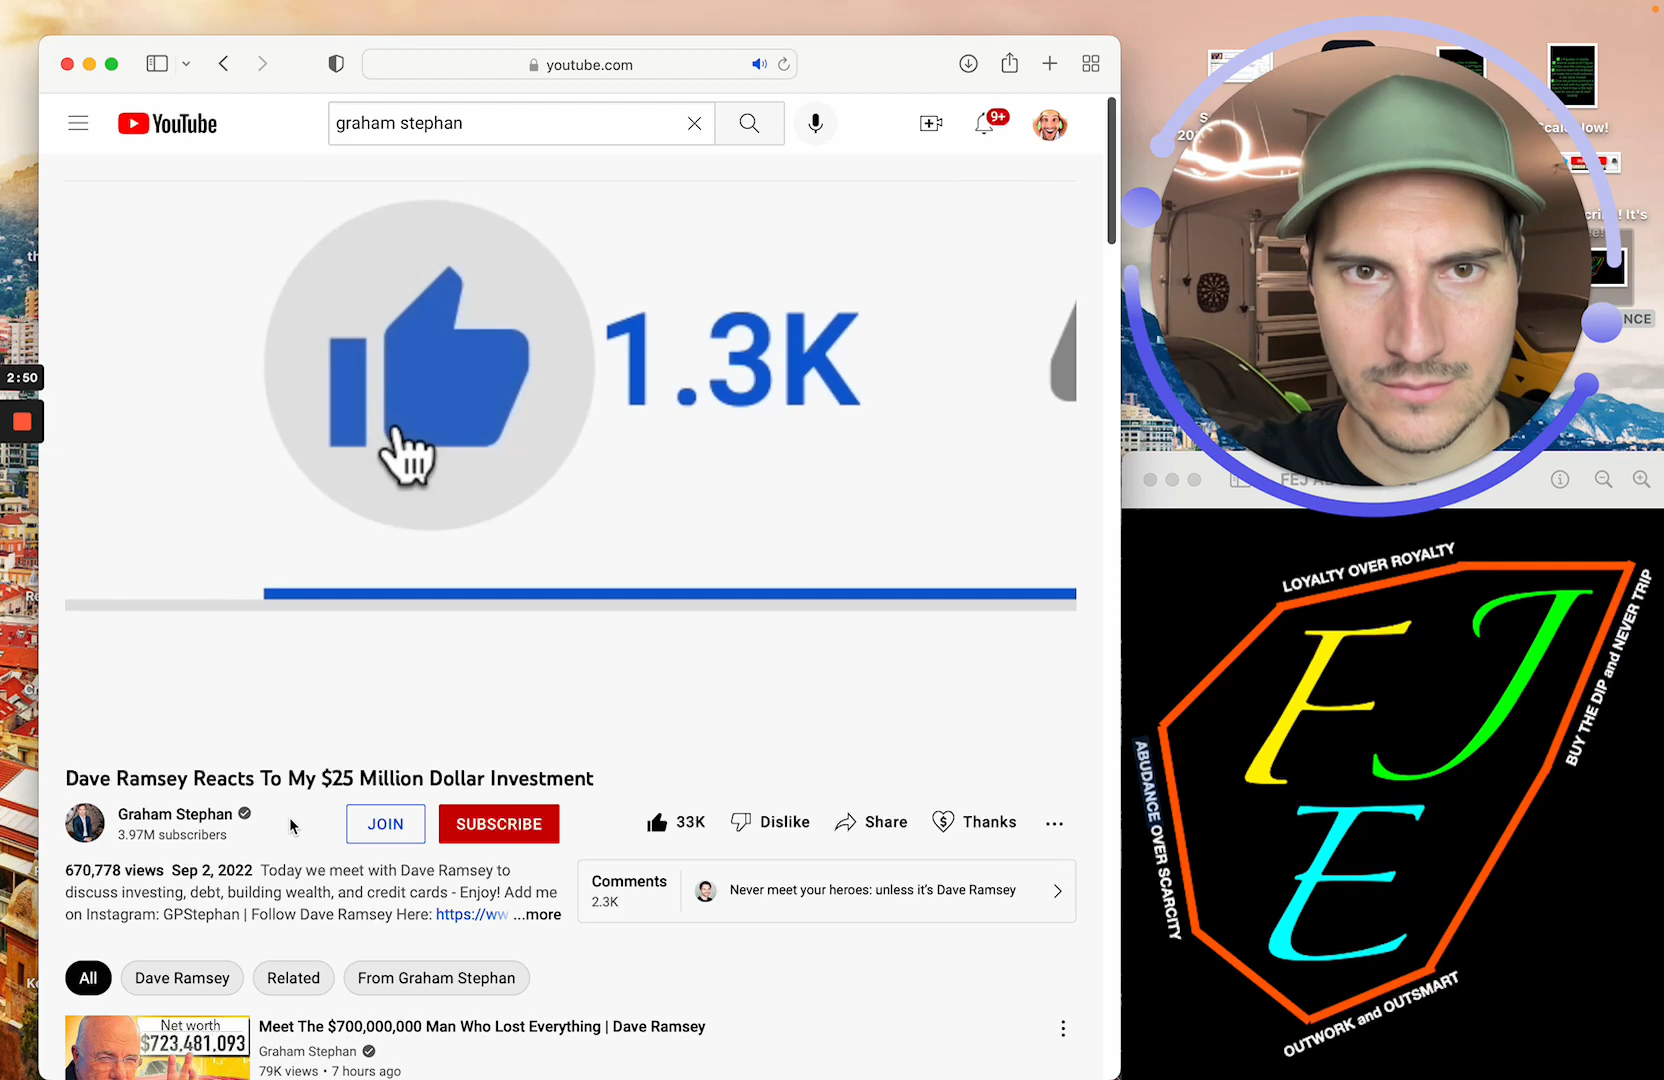 youtube.com
YouTube
graham stephan
9+
1.3K
2:50
Dave Ramsey Reacts To My $25 Million Dollar Investment
Graham Stephan
3.97M subscribers
JOIN
SUBSCRIBE
33K
Dislike
Share
Thanks
670,778 views Sep 2, 2022 Today we meet with Dave Ramsey to
discuss investing, debt, building wealth, and credit cards - Enjoy! Add me
on Instagram: GPStephan | Follow Dave Ramsey Here: https://ww ...more
Comments
2.3K
Never meet your heroes: unless it's Dave Ramsey
All
Dave Ramsey
Related
From Graham Stephan
Net worth
$723,481,093
Meet The $700,000,000 Man Who Lost Everything | Dave Ramsey
Graham Stephan
79K views • 7 hours ago
LOYALTY OVER ROYALTY
BUY THE DIP and NEVER TRIP
FJE
ABUDANCE OVER SCARCITY
OUTWORK and OUTSMART